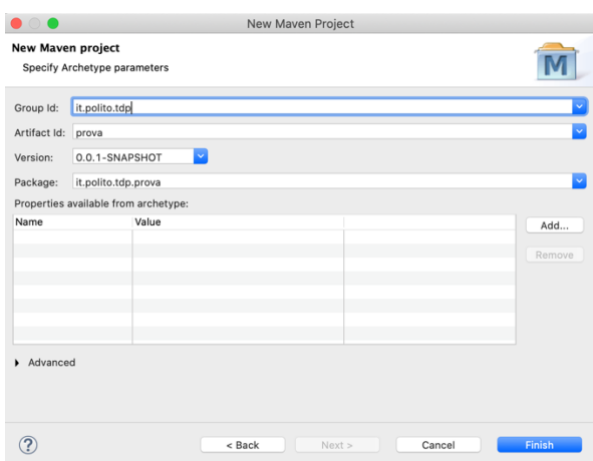 New Maven Project
New Maven project
Specify Archetype parameters
M
Group Id: it.polito.tdp
Artifact Id: prova
Version: 0.0.1-SNAPSHOT
Package: it.polito.tdp.prova
Properties available from archetype:
Name Value
Add...
Remove
Advanced
? < Back Next > Cancel Finish